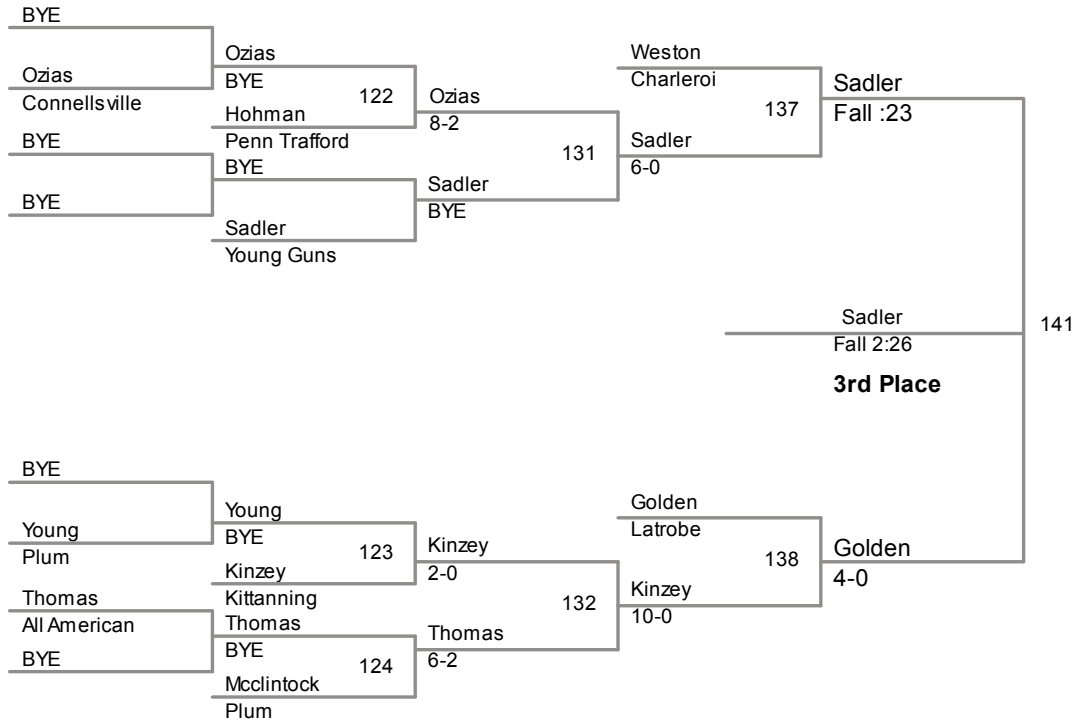 BYE
Ozias
Connellsville
BYE
BYE
Ozias
BYE
122
Hohman
Penn Trafford
BYE
Sadler
Young Guns
Ozias
8-2
131
Sadler
BYE
Weston
Charleroi
137
Sadler
6-0
Sadler
Fall :23
Sadler
141
Fall 2:26
3rd Place
BYE
Young
Plum
Thomas
All American
BYE
Young
BYE
123
Kinzey
Kittanning
Thomas
BYE
124
Mcclintock
Plum
Kinzey
2-0
132
Thomas
6-2
Golden
Latrobe
138
Kinzey
10-0
Golden
4-0